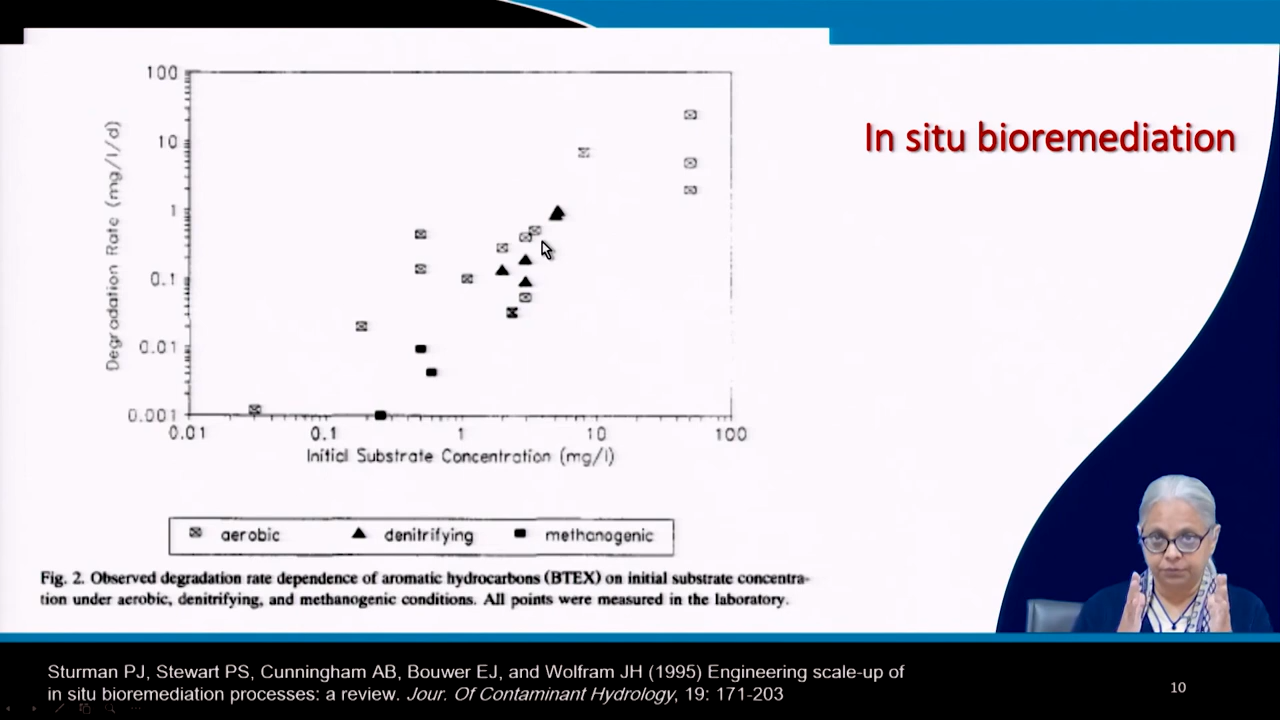 In situ bioremediation
100
10
1
0.1
0.01
0.001
Degradation Rate (mg/l/d)
0.01 0.1 1 10 100
Initial Substrate Concentration (mg/l)
aerobic denitrifying methanogenic
Fig. 2. Observed degradation rate dependence of aromatic hydrocarbons (BTEX) on initial substrate concentra-
tion under aerobic, denitrifying, and methanogenic conditions. All points were measured in the laboratory.
Sturman PJ, Stewart PS, Cunningham AB, Bouwer EJ, and Wolfram JH (1995) Engineering scale-up of
in situ bioremediation processes: a review. Jour. Of Contaminant Hydrology, 19: 171-203
10